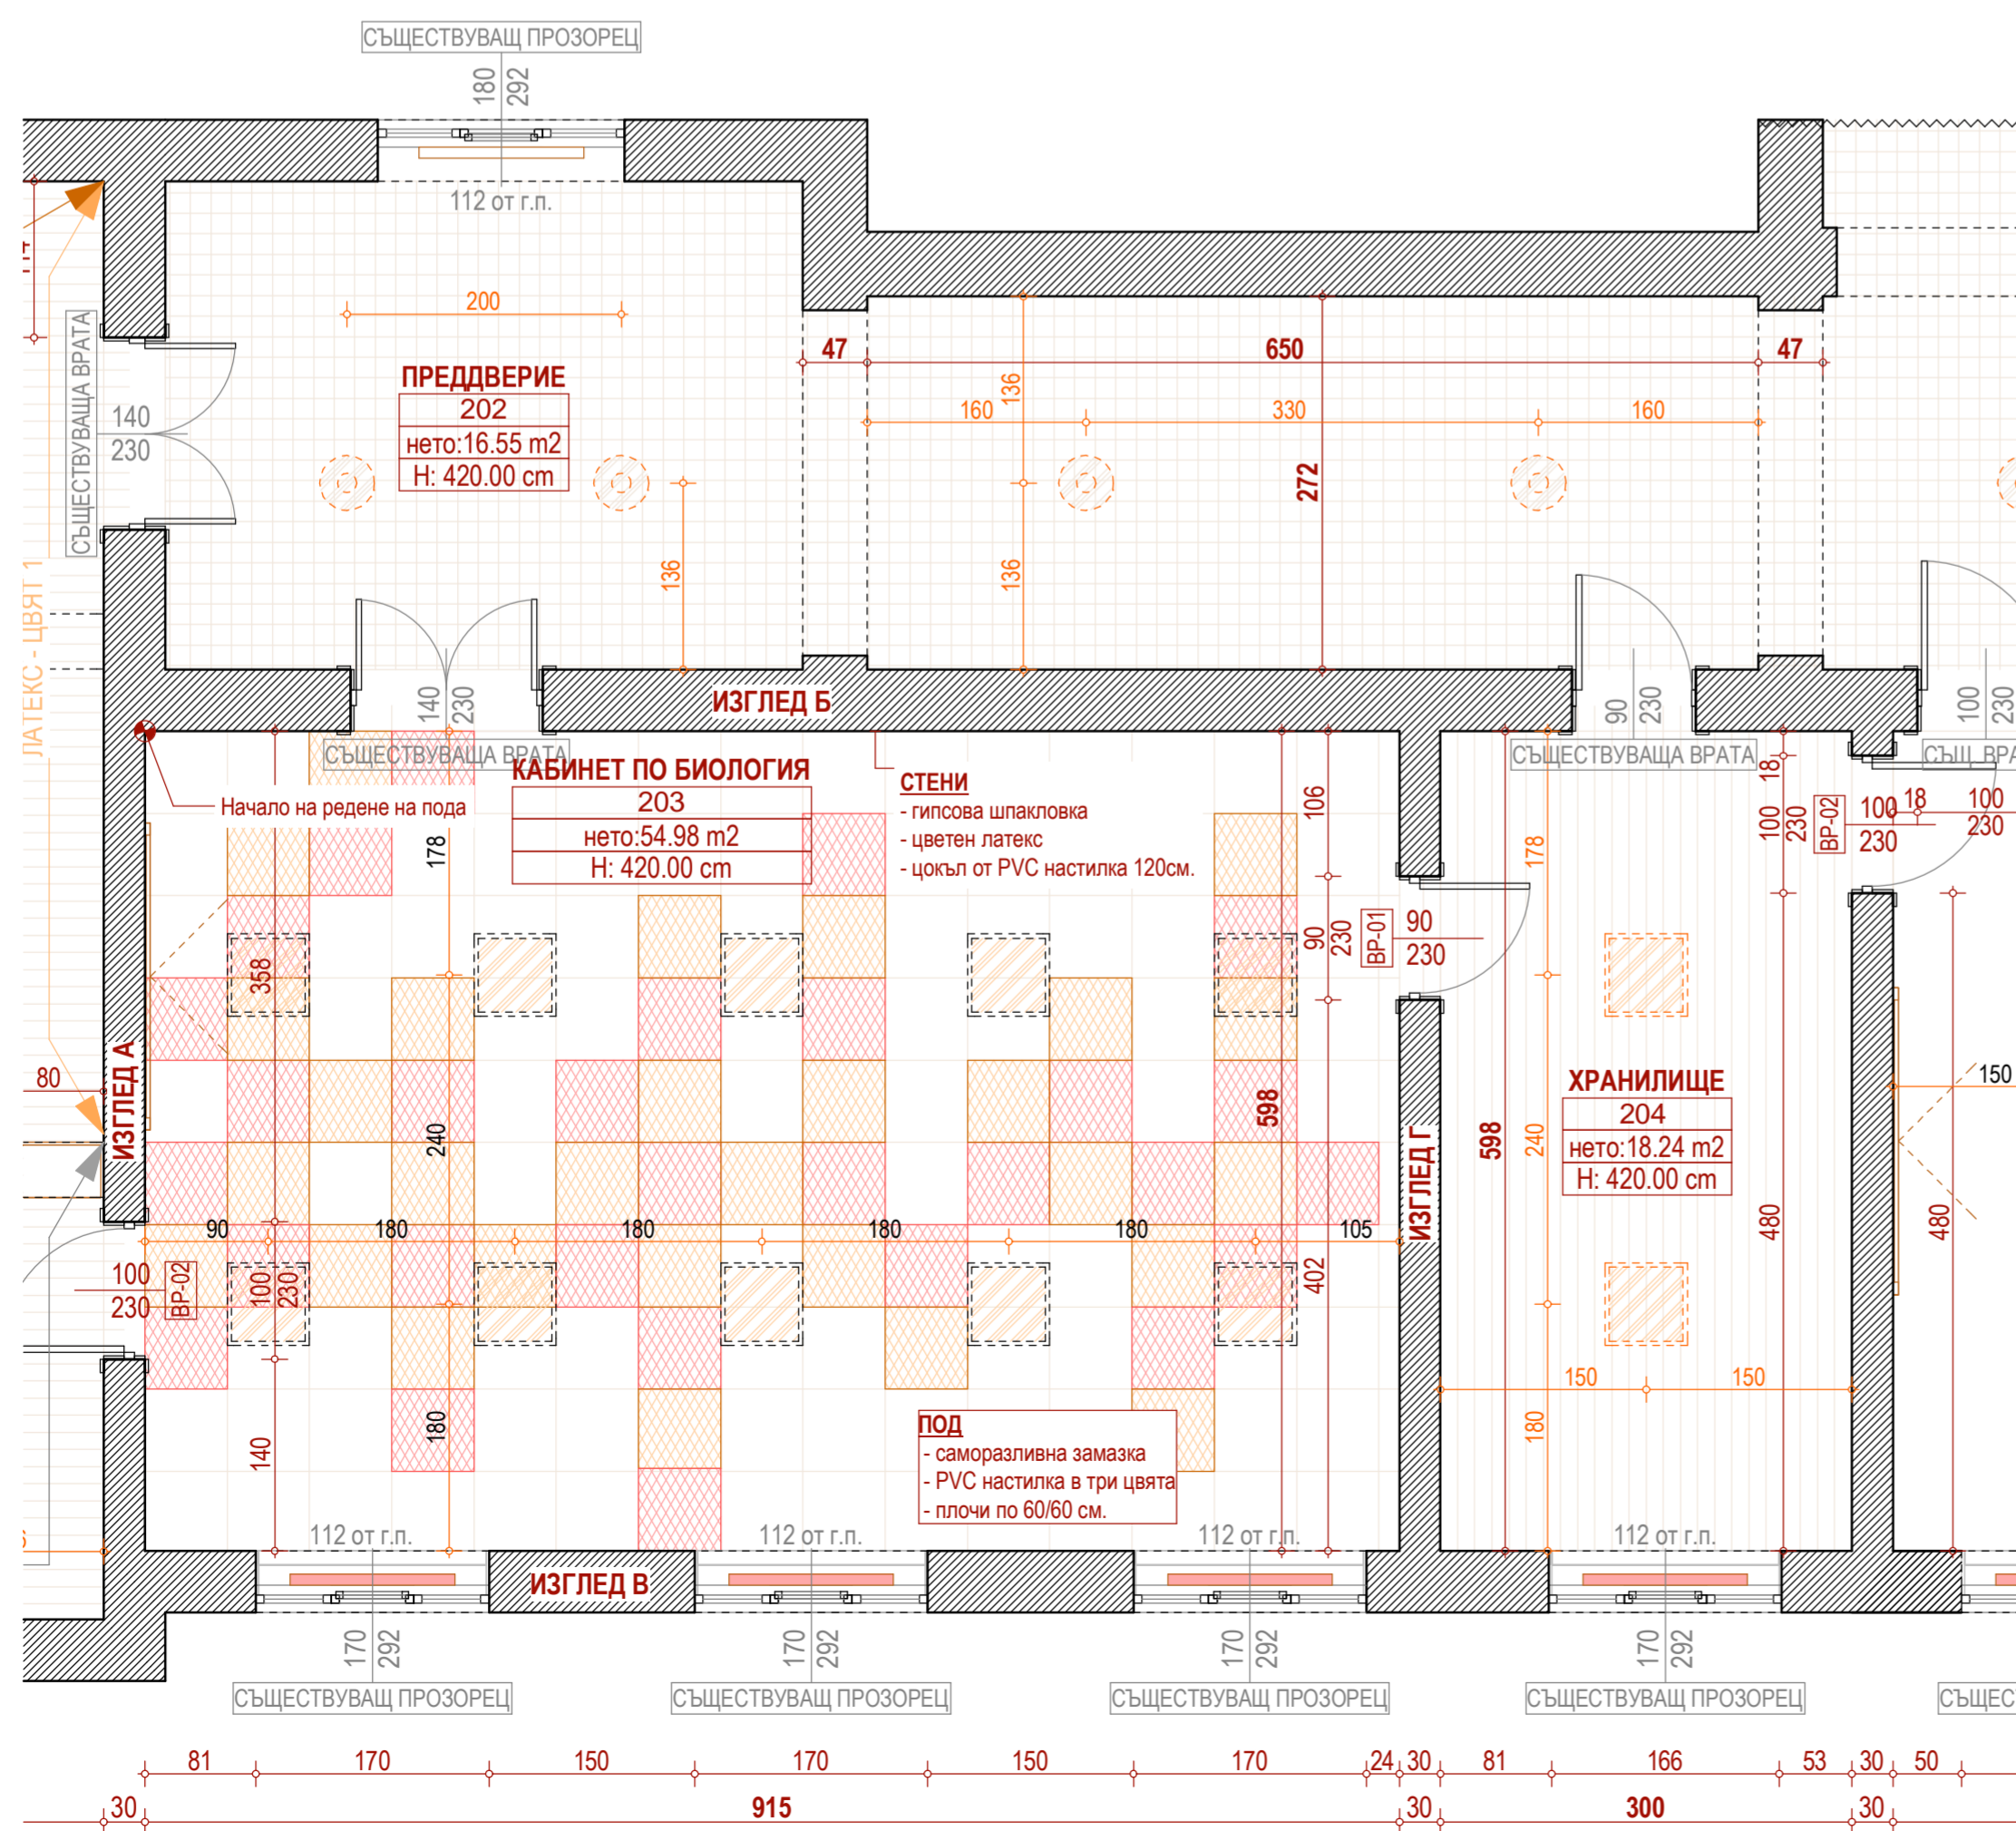 СЪЩЕСТВУВАЩ ПРОЗОРЕЦ
180
292
112 от г.п.
200
47
650
47
ПРЕДДВЕРИЕ
202
нето:16.55 m2
H: 420.00 cm
СЪЩЕСТВУВАЩА ВРАТА
140
230
136
160
330
160
272
136
136
ЛАТЕКС - ЦВЯТ 1
ИЗГЛЕД Б
140
230
СЪЩЕСТВУВАЩА ВРАТА
90
230
СЪЩЕСТВУВАЩА ВРАТА
100
230
СЪЩ. ВРА
Начало на редене на пода
КАБИНЕТ ПО БИОЛОГИЯ
203
нето:54.98 m2
H: 420.00 cm
СТЕНИ
- гипсова шпакловка
- цветен латекс
- цокъл от PVC настилка 120см.
178
106
178
18
100
230
ВР-02
100
230
18
100
230
358
90
230
ВР-01
90
230
80
ИЗГЛЕД А
240
598
ИЗГЛЕД Г
598
240
ХРАНИЛИЩЕ
204
нето:18.24 m2
H: 420.00 cm
150
480
480
90
180
180
180
180
105
100
230
ВР-02
100
230
402
150
150
140
180
180
ПОД
- саморазливна замазка
- PVC настилка в три цвята
- плочи по 60/60 см.
112 от г.п.
112 от г.п.
112 от г.п.
112 от г.п.
ИЗГЛЕД В
170
292
170
292
170
292
170
292
СЪЩЕСТВУВАЩ ПРОЗОРЕЦ
СЪЩЕСТВУВАЩ ПРОЗОРЕЦ
СЪЩЕСТВУВАЩ ПРОЗОРЕЦ
СЪЩЕСТВУВАЩ ПРОЗОРЕЦ
СЪЩЕС
81
170
150
170
150
170
24
30
81
166
53
30
50
30
915
30
300
30